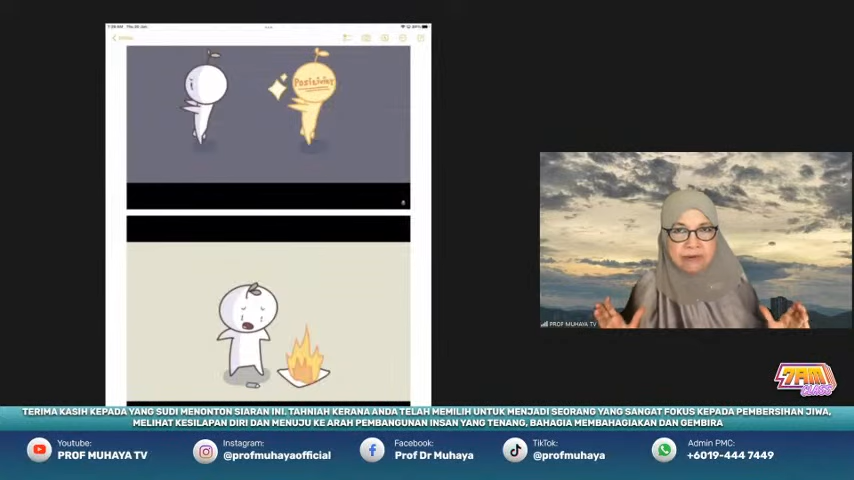 Positivity
PROF MUHAYA TV
7AM
CLASS
TERIMA KASIH KEPADA YANG SUDI MENONTON SIARAN INI. TAHNIAH KERANA ANDA TELAH MEMILIH UNTUK MENJADI SEORANG YANG SANGAT FOKUS KEPADA PEMBERSIHAN JIWA,
MELIHAT KESILAPAN DIRI DAN MENUJU KE ARAH PEMBANGUNAN INSAN YANG TENANG, BAHAGIA MEMBAHAGIAKAN DAN GEMBIRA
Youtube:
PROF MUHAYA TV
Instagram:
@profmuhayaofficial
Facebook:
Prof Dr Muhaya
TikTok:
@profmuhaya
Admin PMC:
+6019-444 7449